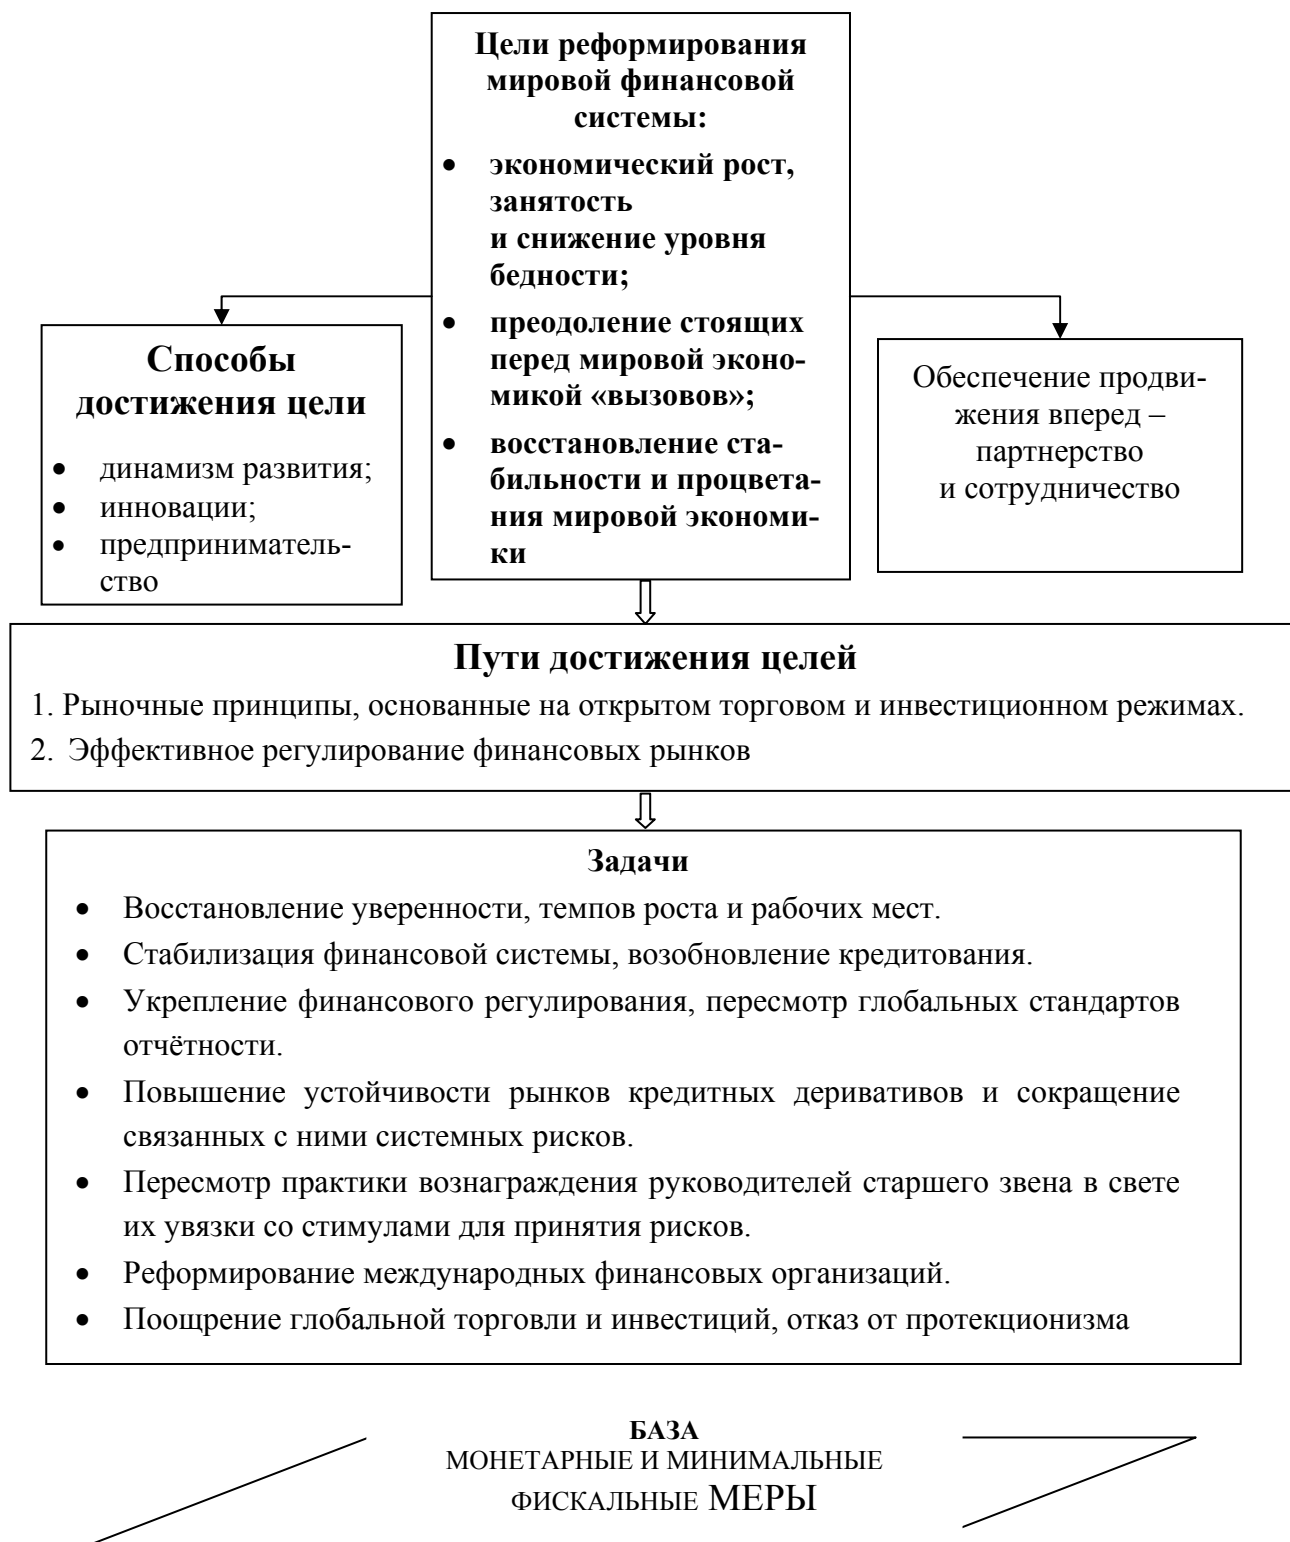 Цели реформирования
мировой финансовой
системы:
• экономический рост,
занятость
и снижение уровня
бедности;
• преодоление стоящих
перед мировой эконо-
микой «вызовов»;
• восстановление ста-
бильности и процвета-
ния мировой экономи-
ки
Способы
достижения цели
• динамизм развития;
• инновации;
• предприниматель-
ство
Обеспечение продви-
жения вперед –
партнерство
и сотрудничество
Пути достижения целей
1. Рыночные принципы, основанные на открытом торговом и инвестиционном режимах.
2. Эффективное регулирование финансовых рынков
Задачи
• Восстановление уверенности, темпов роста и рабочих мест.
• Стабилизация финансовой системы, возобновление кредитования.
• Укрепление финансового регулирования, пересмотр глобальных стандартов
отчётности.
• Повышение устойчивости рынков кредитных деривативов и сокращение
связанных с ними системных рисков.
• Пересмотр практики вознаграждения руководителей старшего звена в свете
их увязки со стимулами для принятия рисков.
• Реформирование международных финансовых организаций.
• Поощрение глобальной торговли и инвестиций, отказ от протекционизма
БАЗА
МОНЕТАРНЫЕ И МИНИМАЛЬНЫЕ
ФИСКАЛЬНЫЕ МЕРЫ